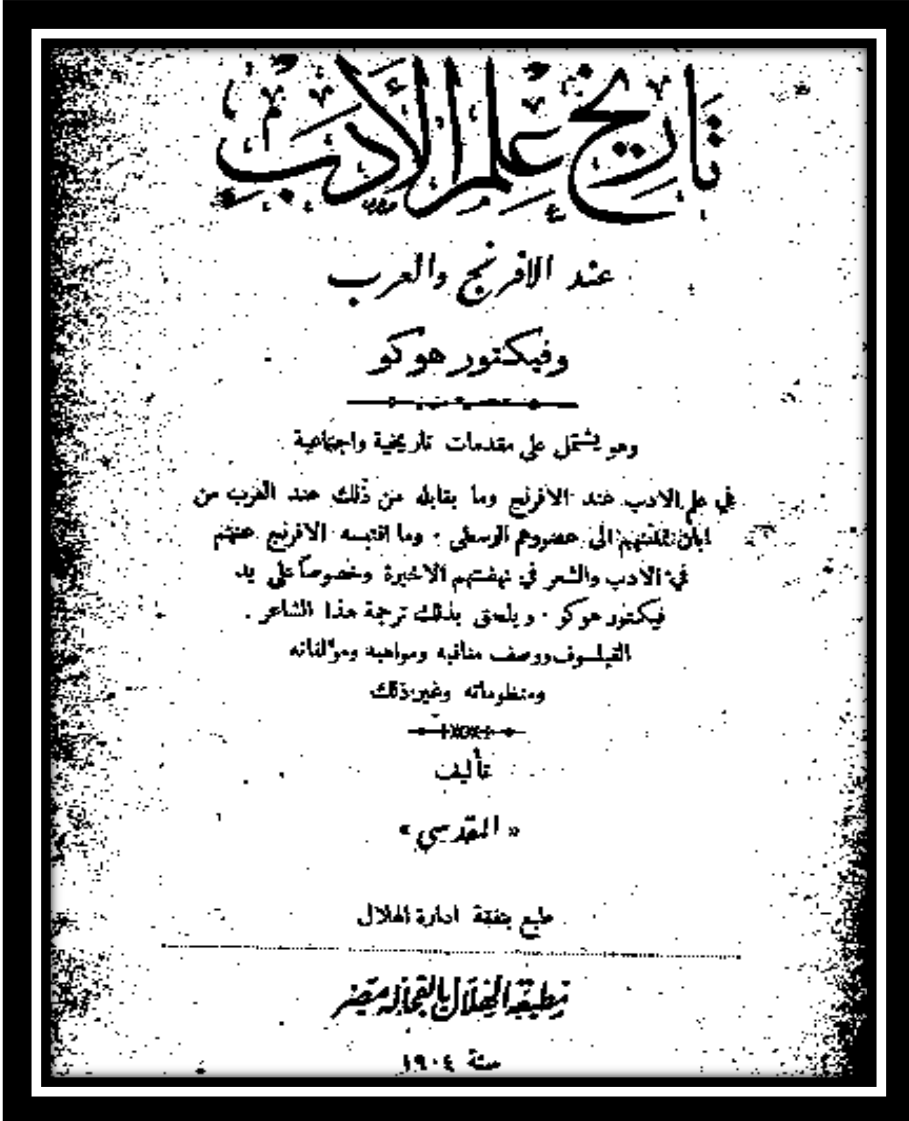 تاريخ علم الأدب
عند الافرنج والعرب
وفيكتور هوكو
وهو يشتمل على مقدمات تاريخية واجتماعية
في علم الادب عند الافرنج وما يقابله من ذلك عند العرب من
ابان تمدنهم الى عصورهم الوسطى . وما اقتبسه الافرنج عنهم
في الادب والشعر في نهضتهم الاخيرة وخصوصاً على يد
فيكتور هوكو . ويلحق بذلك ترجمة هذا الشاعر .
الفيلسوف ووصف مناقبه ومواهبه ومؤلفاته
ومنظوماته وغير ذلك
تأليف
« المقدسي »
طبع بنفقة ادارة الهلال
مطبعة الهلال بالفجالة بمصر
سنة ١٩٠٤